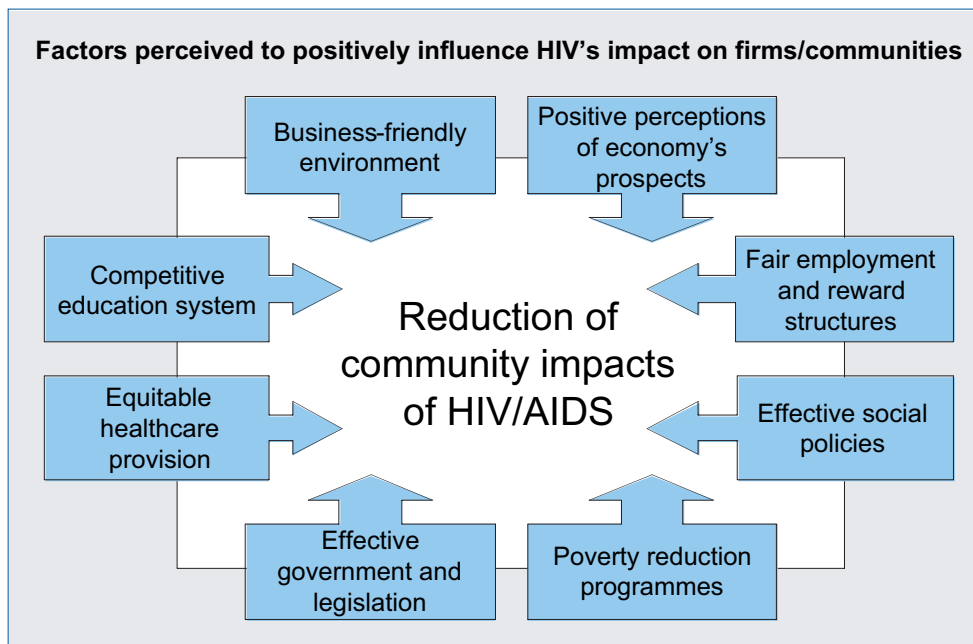 Factors perceived to positively influence HIV's impact on firms/communities
Business-friendly
environment
Positive perceptions
of economy's
prospects
Competitive
education system
Fair employment
and reward
structures
Reduction of
community impacts
of HIV/AIDS
Equitable
healthcare
provision
Effective social
policies
Effective
government and
legislation
Poverty reduction
programmes